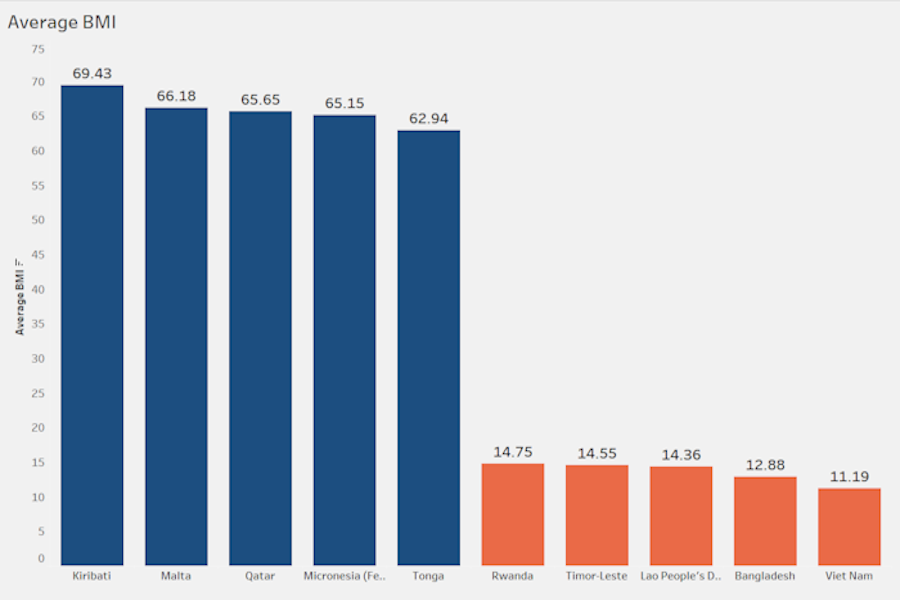 Average BMI
75
70
65
60
55
50
45
40
35
30
25
20
15
10
5
0
Average BMI
69.43
66.18
65.65
65.15
62.94
14.75
14.55
14.36
12.88
11.19
Kiribati
Malta
Qatar
Micronesia (Fe..
Tonga
Rwanda
Timor-Leste
Lao People's D..
Bangladesh
Viet Nam